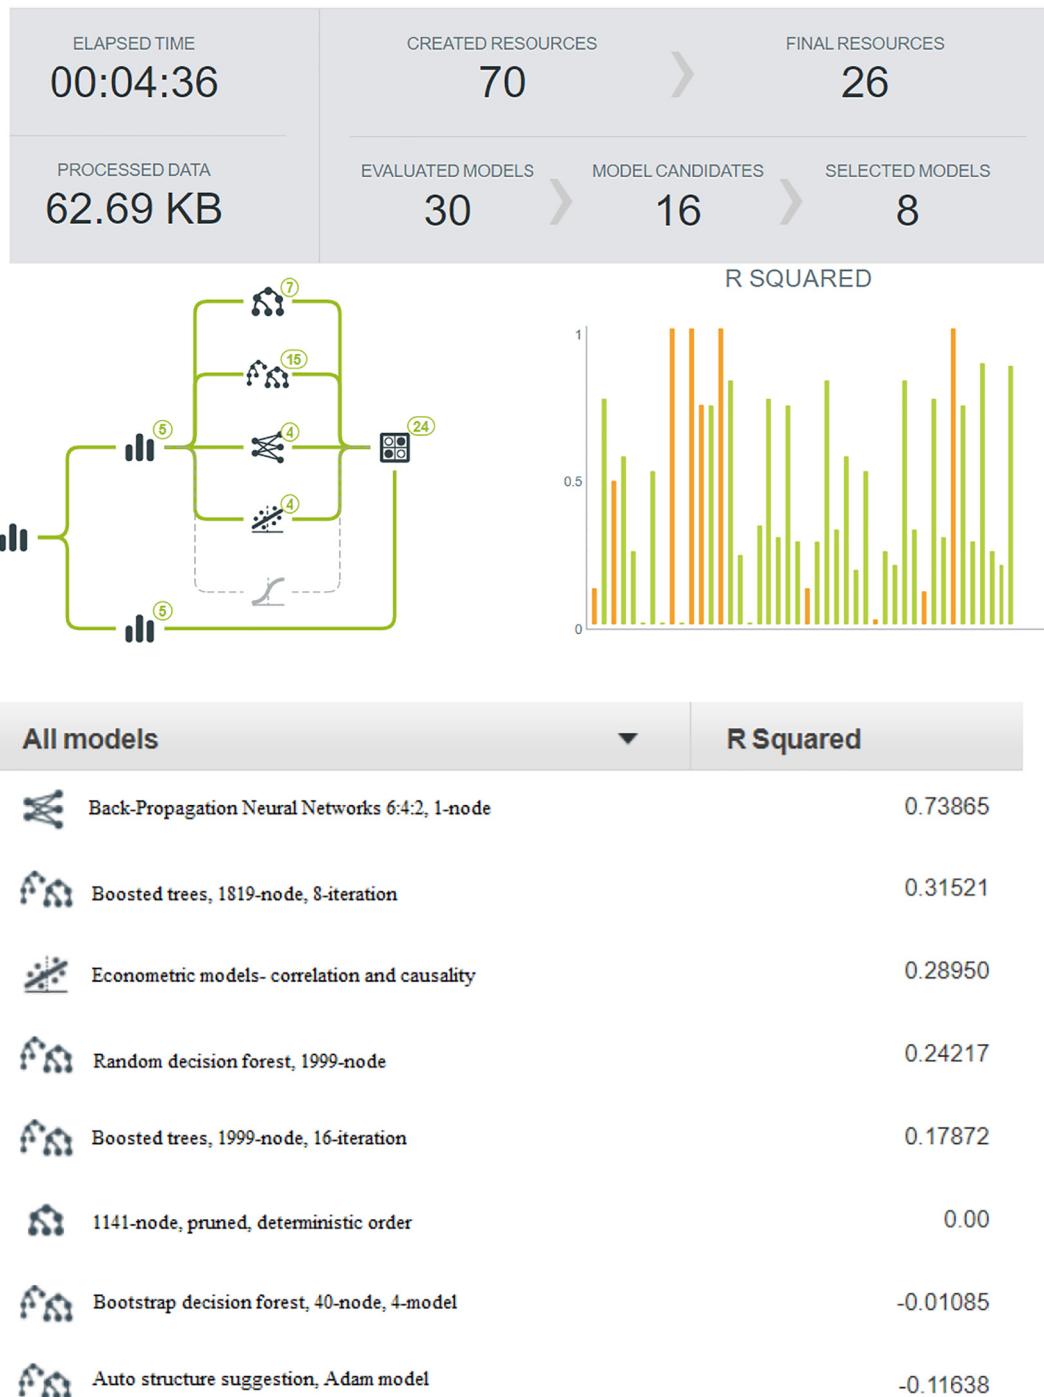 ELAPSED TIME
00:04:36
CREATED RESOURCES
70
FINAL RESOURCES
26
PROCESSED DATA
62.69 KB
EVALUATED MODELS
30
MODEL CANDIDATES
16
SELECTED MODELS
8
7
15
4
4
5
24
5
R SQUARED
1
0.5
0
All models R Squared
Back-Propagation Neural Networks 6:4:2, 1-node 0.73865
Boosted trees, 1819-node, 8-iteration 0.31521
Econometric models- correlation and causality 0.28950
Random decision forest, 1999-node 0.24217
Boosted trees, 1999-node, 16-iteration 0.17872
1141-node, pruned, deterministic order 0.00
Bootstrap decision forest, 40-node, 4-model -0.01085
Auto structure suggestion, Adam model -0.11638